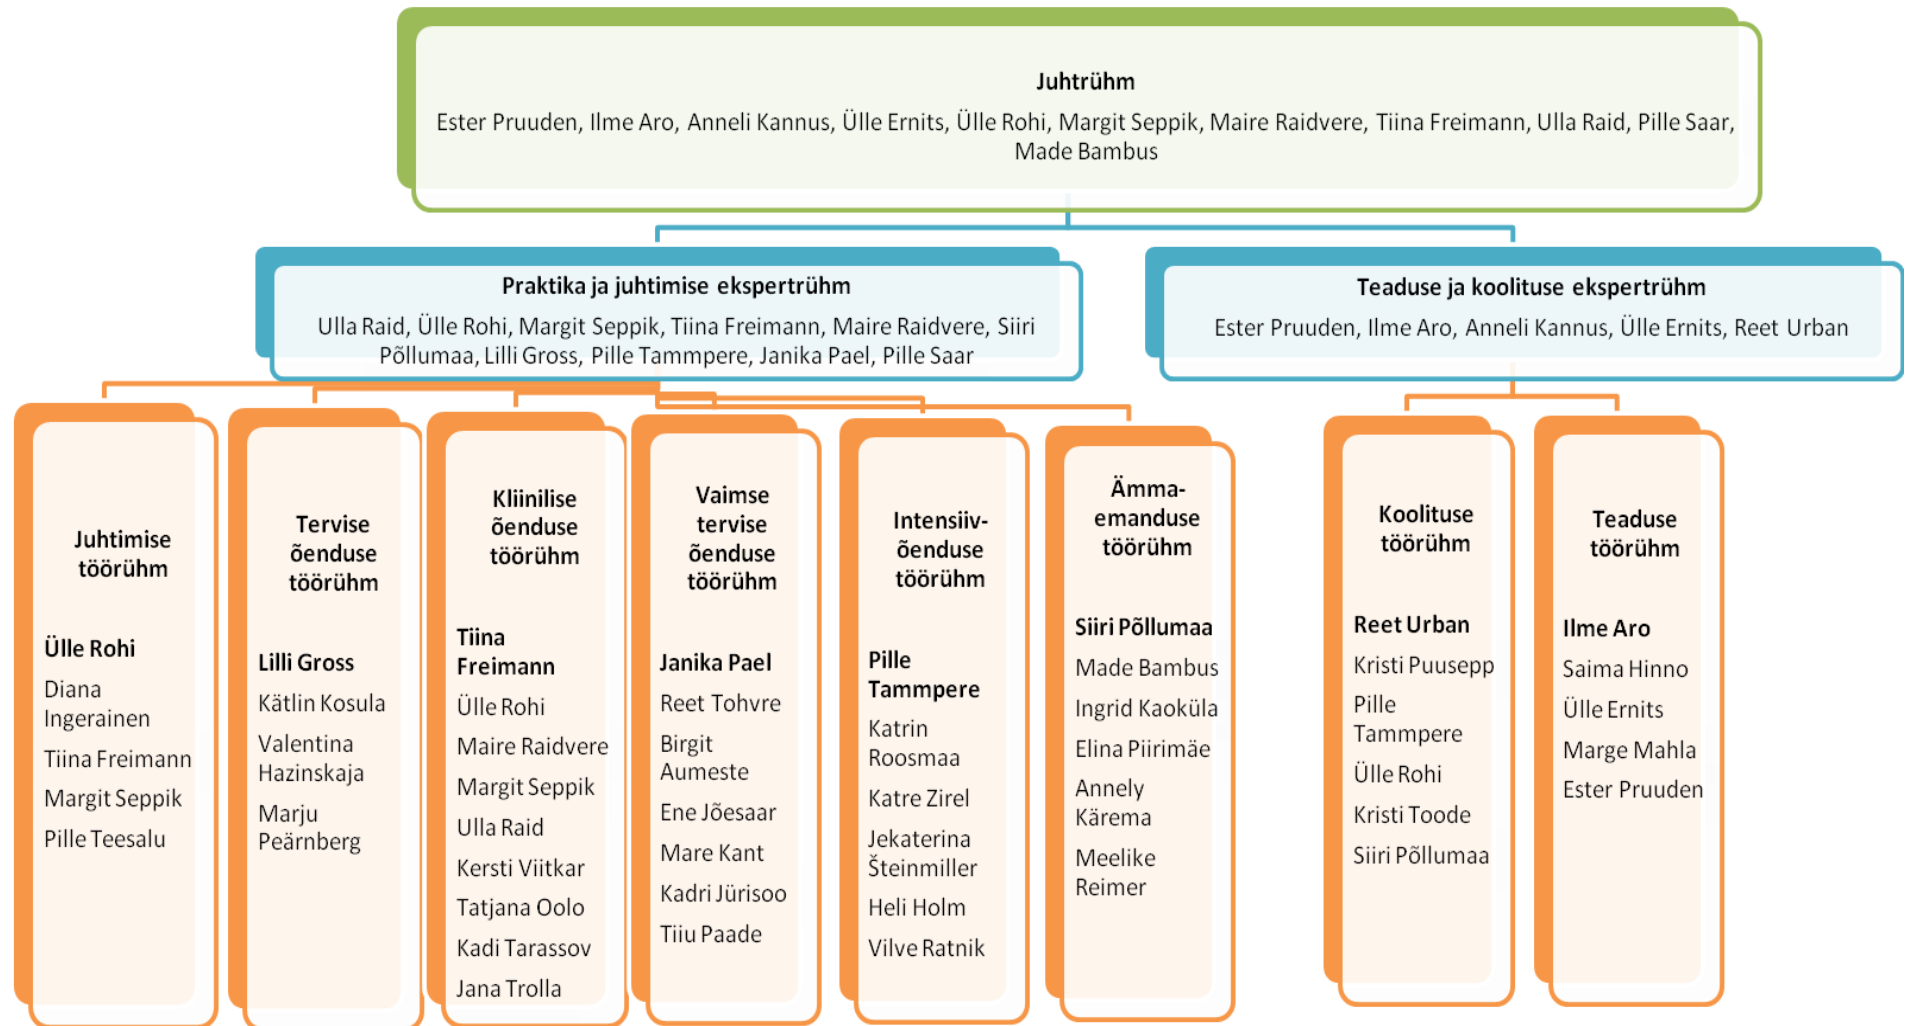 Juhtrühm
Ester Pruuden, Ilme Aro, Anneli Kannus, Ülle Ernits, Ülle Rohi, Margit Seppik, Maire Raidvere, Tiina Freimann, Ulla Raid, Pille Saar,
Made Bambus
Praktika ja juhtimise ekspertrühm
Ulla Raid, Ülle Rohi, Margit Seppik, Tiina Freimann, Maire Raidvere, Siiri
Põllumaa, Lilli Gross, Pille Tammpere, Janika Pael, Pille Saar
Teaduse ja koolituse ekspertrühm
Ester Pruuden, Ilme Aro, Anneli Kannus, Ülle Ernits, Reet Urban
Juhtimise
töörühm
Ülle Rohi
Diana
Ingerainen
Tiina Freimann
Margit Seppik
Pille Teesalu
Tervise
õenduse
töörühm
Lilli Gross
Kätlin Kosula
Valentina
Hazinskaja
Marju
Peärnberg
Kliinilise
õenduse
töörühm
Tiina
Freimann
Ülle Rohi
Maire Raidvere
Margit Seppik
Ulla Raid
Kersti Viitkar
Tatjana Oolo
Kadi Tarassov
Jana Trolla
Vaimse
tervise
õenduse
töörühm
Janika Pael
Reet Tohvre
Birgit
Aumeste
Ene Jõesaar
Mare Kant
Kadri Jürisoo
Tiiu Paade
Intensiiv-
õenduse
töörühm
Pille
Tammpere
Katrin
Roosmaa
Katre Zirel
Jekaterina
Šteinmiller
Heli Holm
Vilve Ratnik
Ämma-
emanduse
töörühm
Siiri Põllumaa
Made Bambus
Ingrid Kaoküla
Elina Piirimäe
Annely
Kärema
Meelike
Reimer
Koolituse
töörühm
Reet Urban
Kristi Puusepp
Pille
Tammpere
Ülle Rohi
Kristi Toode
Siiri Põllumaa
Teaduse
töörühm
Ilme Aro
Saima Hinno
Ülle Ernits
Marge Mahla
Ester Pruuden